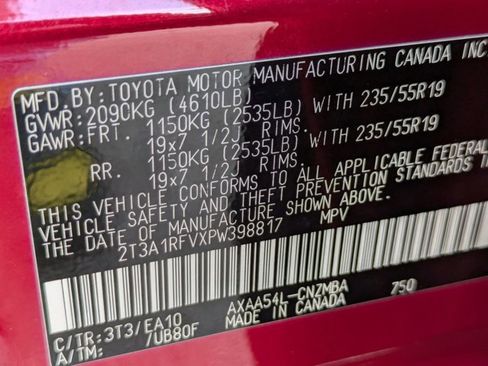 MFD. BY: TOYOTA MOTOR MANUFACTURING CANADA INC.
GVWR: 2090KG (4610LB)
GAWR: FRT. 1150KG (2535LB) WITH 235/55R19
19x7 1/2J RIMS.
RR. 1150KG (2535LB) WITH 235/55R19
19x7 1/2J RIMS.
THIS VEHICLE CONFORMS TO ALL APPLICABLE FEDERAL
VEHICLE SAFETY AND THEFT PREVENTION STANDARDS I
DATE OF MANUFACTURE SHOWN ABOVE.
2T3A1RFVXPW398817 MPV
C/TR: 3T3/EA10 AXAA54L-CNZMBA 750
A/TM: /UB80F MADE IN CANADA